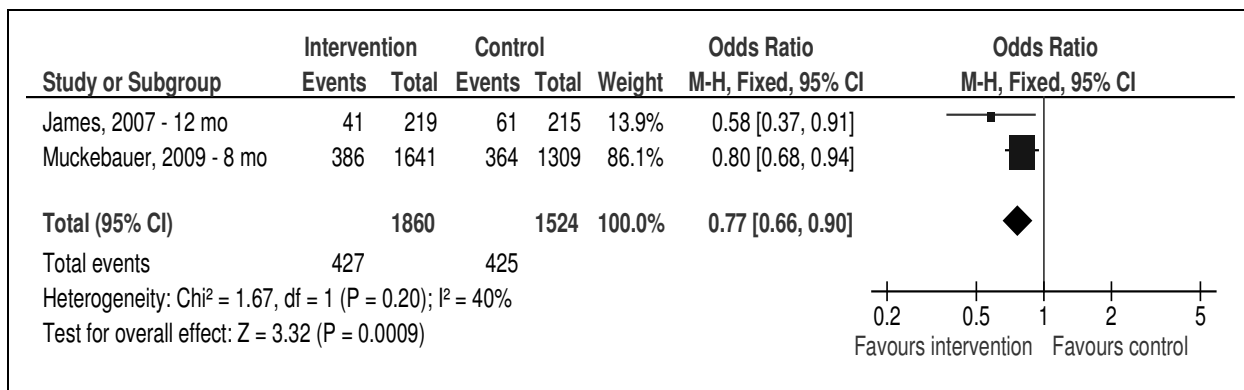 Intervention Control Odds Ratio Odds Ratio
Study or Subgroup Events Total Events Total Weight M-H, Fixed, 95% CI M-H, Fixed, 95% CI
James, 2007 - 12 mo 41 219 61 215 13.9% 0.58 [0.37, 0.91]
Muckebauer, 2009 - 8 mo 386 1641 364 1309 86.1% 0.80 [0.68, 0.94]
Total (95% CI) 1860 1524 100.0% 0.77 [0.66, 0.90]
Total events 427 425
Heterogeneity: Chi² = 1.67, df = 1 (P = 0.20); I² = 40%
Test for overall effect: Z = 3.32 (P = 0.0009)
0.2 0.5 1 2 5
Favours intervention Favours control